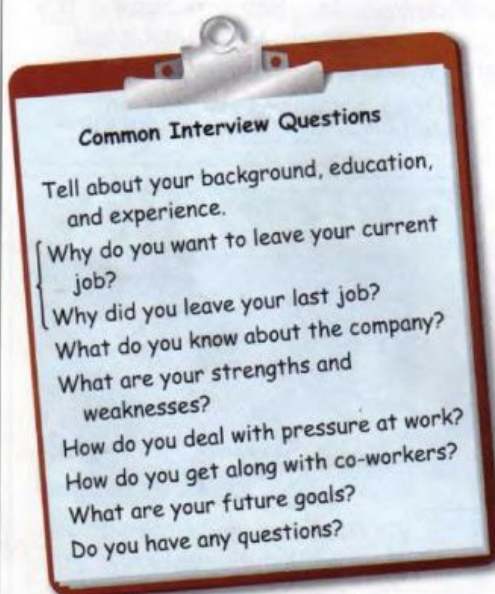 Common Interview Questions
Tell about your background, education,
and experience.
Why do you want to leave your current
job?
Why did you leave your last job?
What do you know about the company?
What are your strengths and
weaknesses?
How do you deal with pressure at work?
How do you get along with co-workers?
What are your future goals?
Do you have any questions?